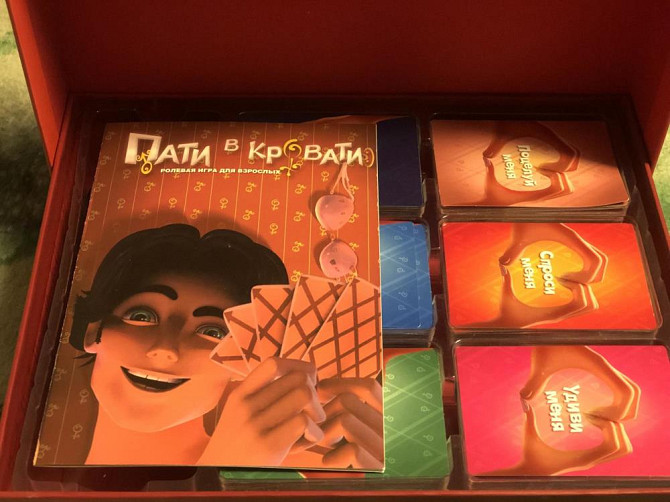 Пати в кровати
РОЛЕВАЯ ИГРА ДЛЯ ВЗРОСЛЫХ
Поцелуй
меня
Спроси
меня
Удиви
меня